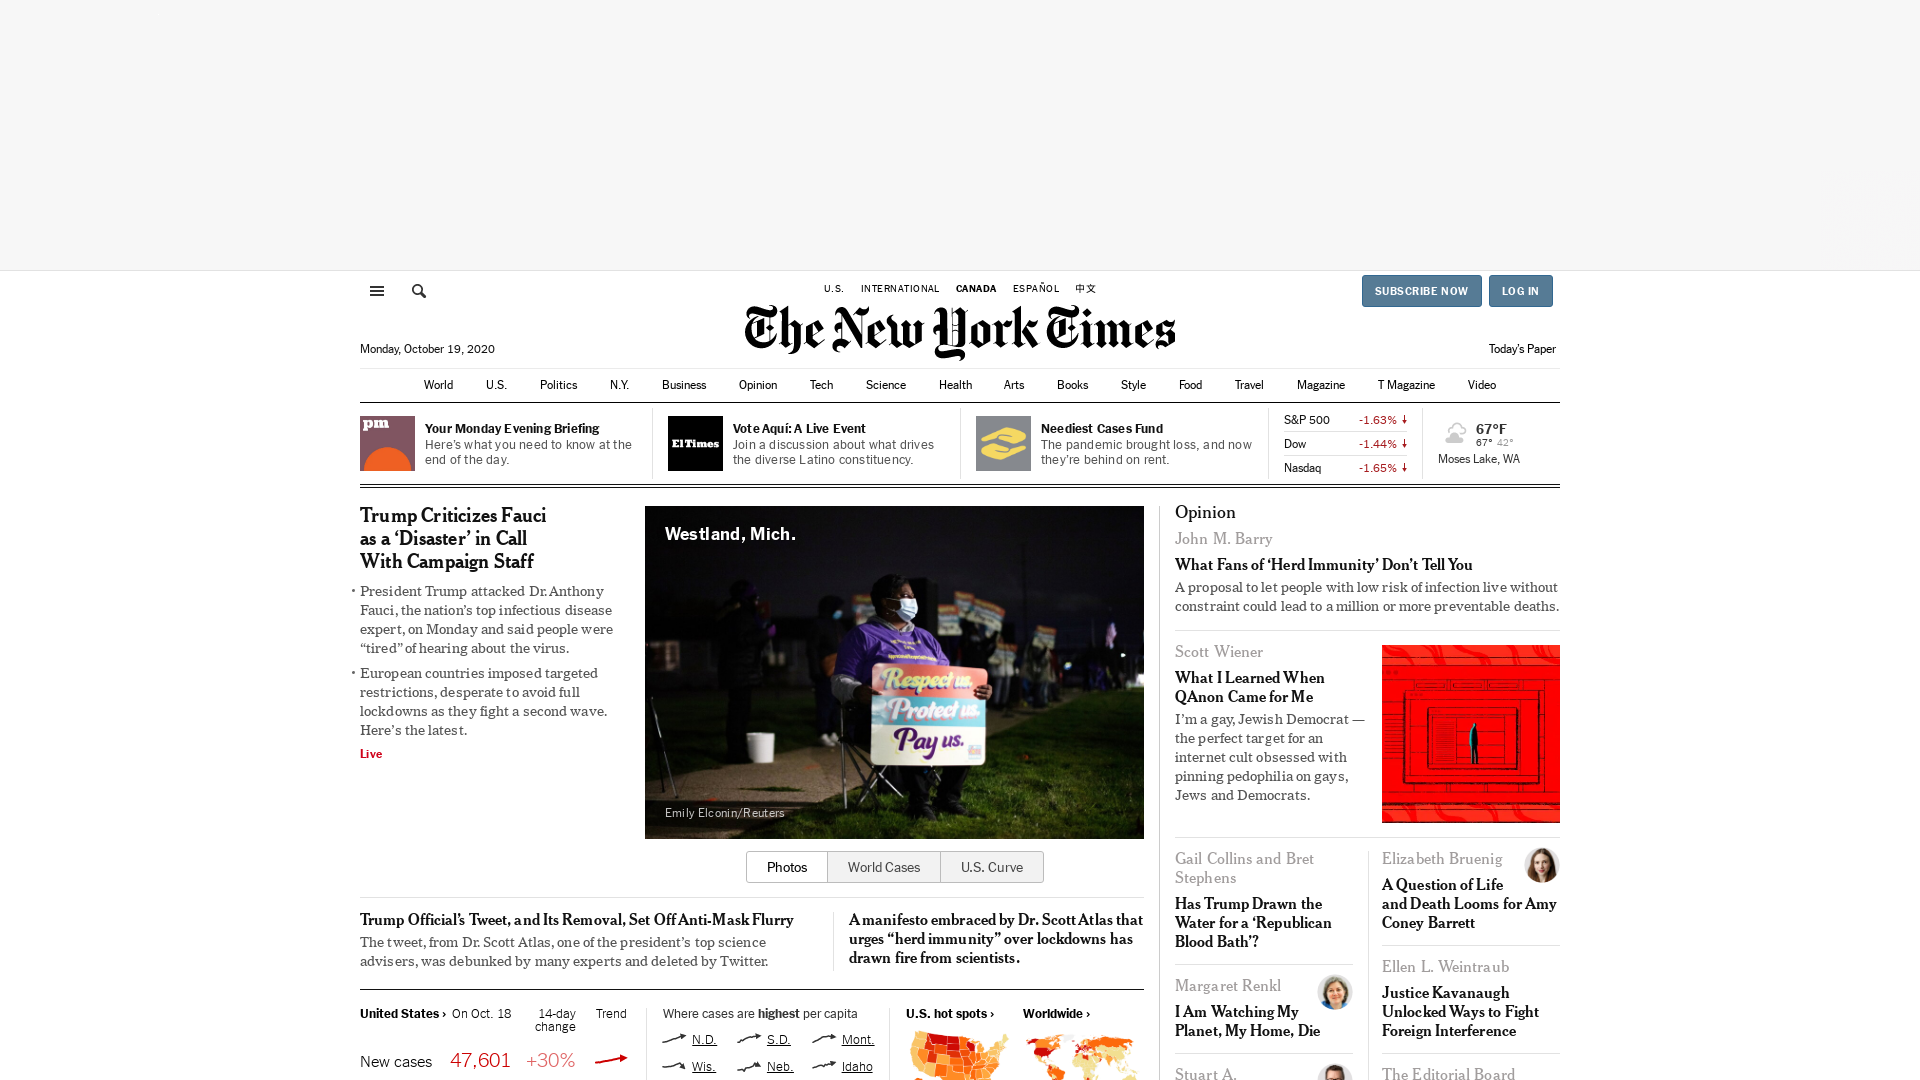 U.S. INTERNATIONAL CANADA ESPAÑOL 中文
SUBSCRIBE NOW LOG IN
The New York Times
Monday, October 19, 2020
Today's Paper
World U.S. Politics N.Y. Business Opinion Tech Science Health Arts Books Style Food Travel Magazine T Magazine Video
pm
Your Monday Evening Briefing
Here's what you need to know at the
end of the day.
El Times
Vote Aquí: A Live Event
Join a discussion about what drives
the diverse Latino constituency.
Neediest Cases Fund
The pandemic brought loss, and now
they're behind on rent.
S&P 500 -1.63% ↓
Dow -1.44% ↓
Nasdaq -1.65% ↓
67°F
67° 42°
Moses Lake, WA
Trump Criticizes Fauci
as a ‘Disaster’ in Call
With Campaign Staff
• President Trump attacked Dr. Anthony
Fauci, the nation's top infectious disease
expert, on Monday and said people were
“tired” of hearing about the virus.
• European countries imposed targeted
restrictions, desperate to avoid full
lockdowns as they fight a second wave.
Here's the latest.
Live
Westland, Mich.
Respect us.
Protect us.
Pay us.
Emily Elconin/Reuters
Photos World Cases U.S. Curve
Trump Official's Tweet, and Its Removal, Set Off Anti-Mask Flurry
The tweet, from Dr. Scott Atlas, one of the president's top science
advisers, was debunked by many experts and deleted by Twitter.
A manifesto embraced by Dr. Scott Atlas that
urges “herd immunity” over lockdowns has
drawn fire from scientists.
United States › On Oct. 18 14-day
change Trend
New cases 47,601 +30%
Where cases are highest per capita
N.D. S.D. Mont.
Wis. Neb. Idaho
U.S. hot spots › Worldwide ›
Opinion
John M. Barry
What Fans of ‘Herd Immunity’ Don't Tell You
A proposal to let people with low risk of infection live without
constraint could lead to a million or more preventable deaths.
Scott Wiener
What I Learned When
QAnon Came for Me
I'm a gay, Jewish Democrat —
the perfect target for an
internet cult obsessed with
pinning pedophilia on gays,
Jews and Democrats.
Gail Collins and Bret
Stephens
Has Trump Drawn the
Water for a ‘Republican
Blood Bath’?
Margaret Renkl
I Am Watching My
Planet, My Home, Die
Stuart A.
Elizabeth Bruenig
A Question of Life
and Death Looms for Amy
Coney Barrett
Ellen L. Weintraub
Justice Kavanaugh
Unlocked Ways to Fight
Foreign Interference
The Editorial Board